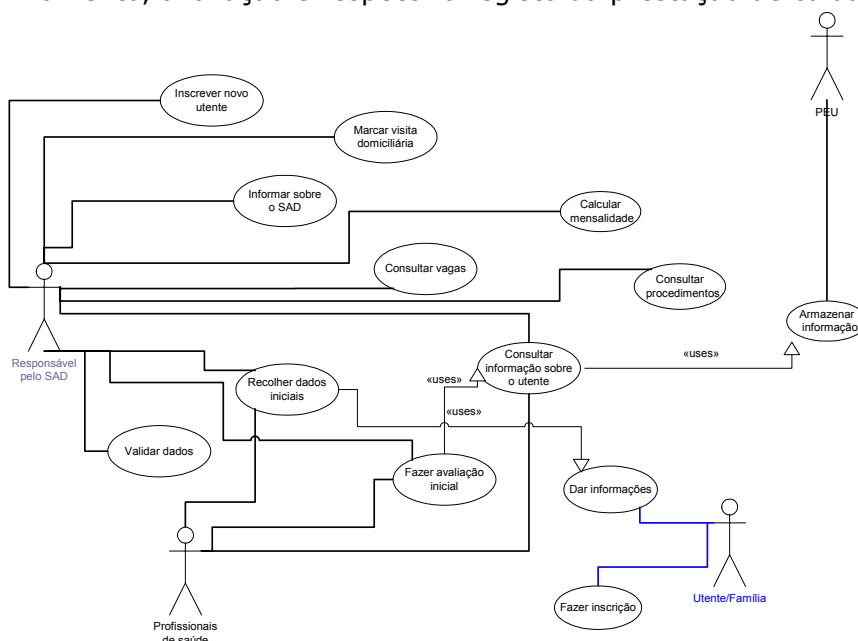 Inscrever novo
utente
Marcar visita
domiciliária
PEU
Informar sobre
o SAD
Calcular
mensalidade
Consultar vagas
Consultar
procedimentos
Armazenar
informação
Responsável
pelo SAD
Consultar
informação sobre
o utente
«uses»
«uses»
Recolher dados
iniciais
«uses»
Validar dados
Fazer avaliação
inicial
Dar informações
Utente/Família
Fazer inscrição
Profissionais
de saúde